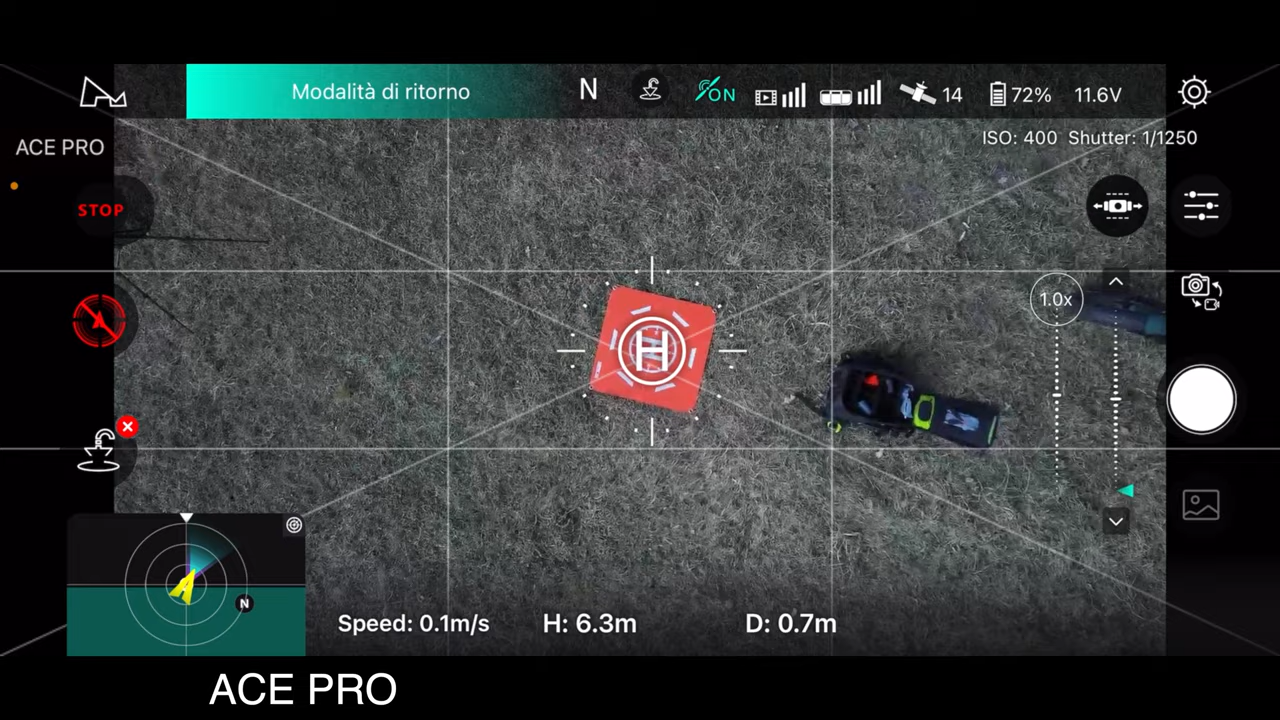 Modalità di ritorno
N
ON
14
72%
11.6V
ISO: 400 Shutter: 1/1250
ACE PRO
STOP
1.0x
H
N
Speed: 0.1m/s
H: 6.3m
D: 0.7m
ACE PRO